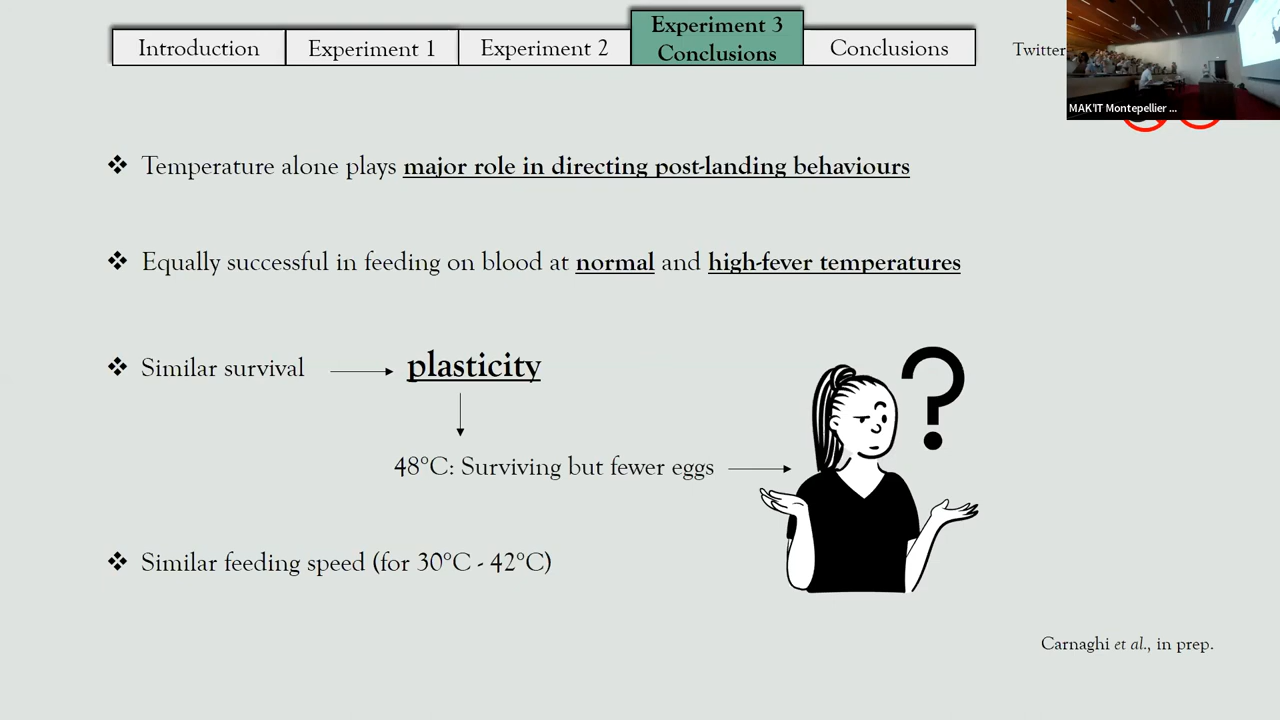 Introduction
Experiment 1
Experiment 2
Experiment 3
Conclusions
Conclusions
Twitter
MAK'IT Montepellier ...
❖ Temperature alone plays major role in directing post-landing behaviours
❖ Equally successful in feeding on blood at normal and high-fever temperatures
❖ Similar survival → plasticity
48°C: Surviving but fewer eggs
?
❖ Similar feeding speed (for 30°C - 42°C)
Carnaghi et al., in prep.